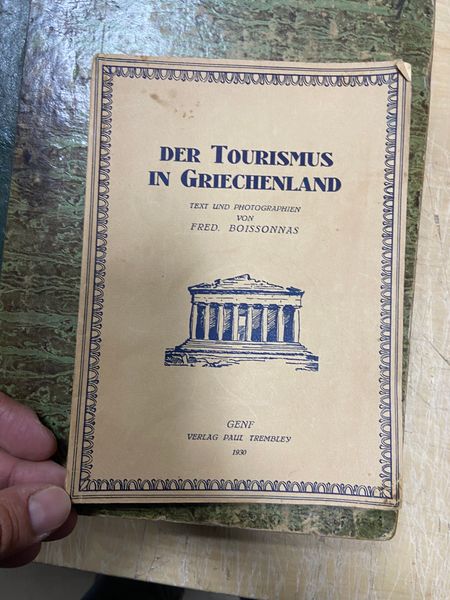 DER TOURISMUS
IN GRIECHENLAND
TEXT UND PHOTOGRAPHIEN
VON
FRED. BOISSONNAS
GENF
VERLAG PAUL TREMBLEY
1930